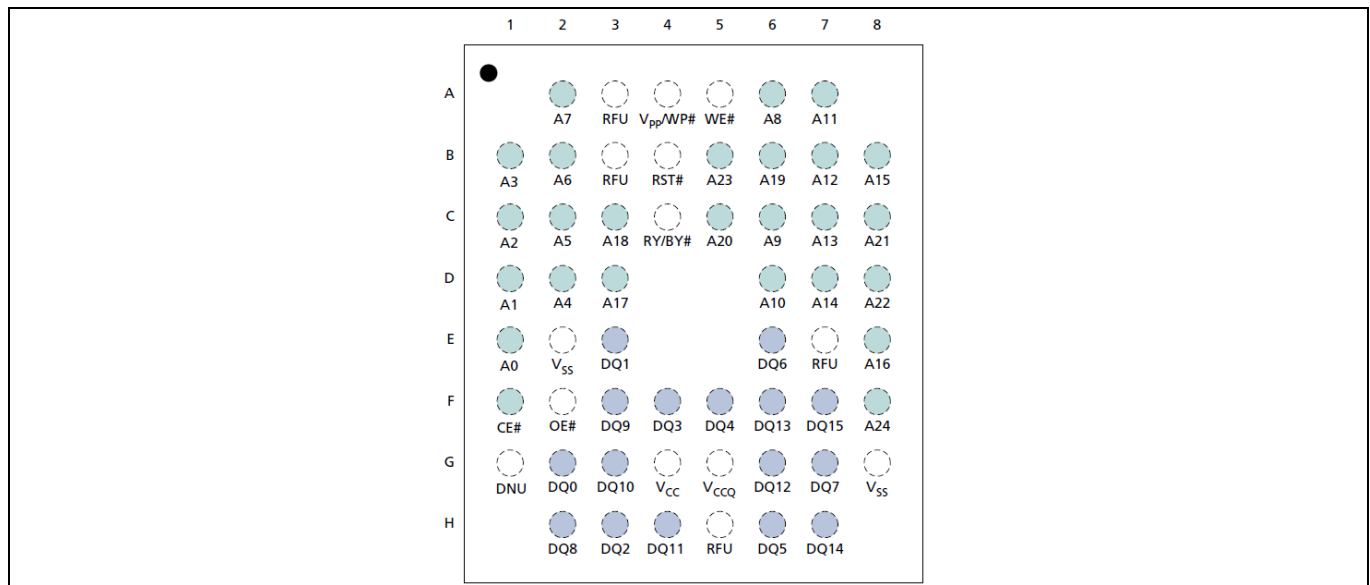 1 2 3 4 5 6 7 8
A
A7 RFU VPP/WP# WE# A8 A11
B
A3 A6 RFU RST# A23 A19 A12 A15
C
A2 A5 A18 RY/BY# A20 A9 A13 A21
D
A1 A4 A17 A10 A14 A22
E
A0 VSS DQ1 DQ6 RFU A16
F
CE# OE# DQ9 DQ3 DQ4 DQ13 DQ15 A24
G
DNU DQ0 DQ10 VCC VCCQ DQ12 DQ7 VSS
H
DQ8 DQ2 DQ11 RFU DQ5 DQ14